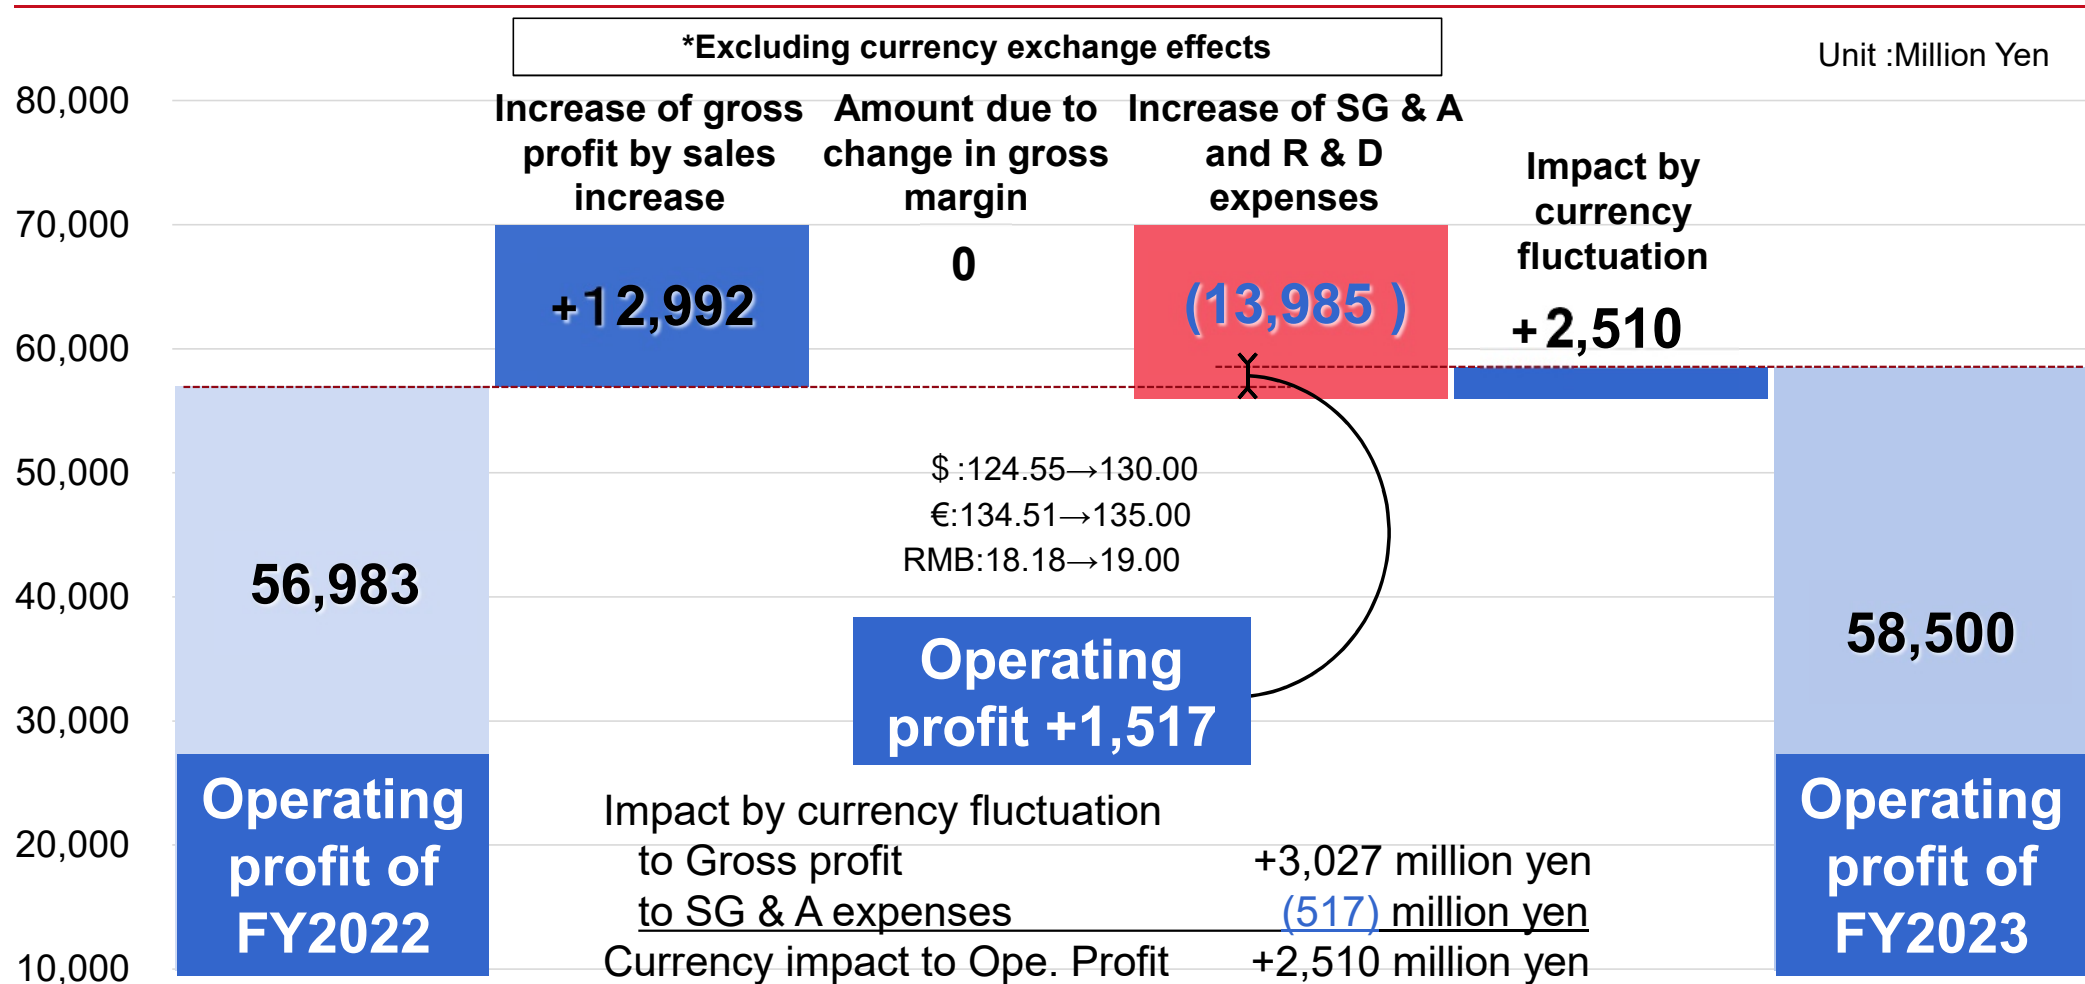 *Excluding currency exchange effects
Unit :Million Yen
80,000
70,000
60,000
50,000
40,000
30,000
20,000
10,000
Increase of gross
profit by sales
increase
+12,992
Amount due to
change in gross
margin
0
Increase of SG & A
and R & D
expenses
(13,985 )
Impact by
currency
fluctuation
+2,510
56,983
Operating
profit of
FY2022
$ :124.55→130.00
€:134.51→135.00
RMB:18.18→19.00
Operating
profit +1,517
58,500
Operating
profit of
FY2023
Impact by currency fluctuation
to Gross profit +3,027 million yen
to SG & A expenses (517) million yen
Currency impact to Ope. Profit +2,510 million yen